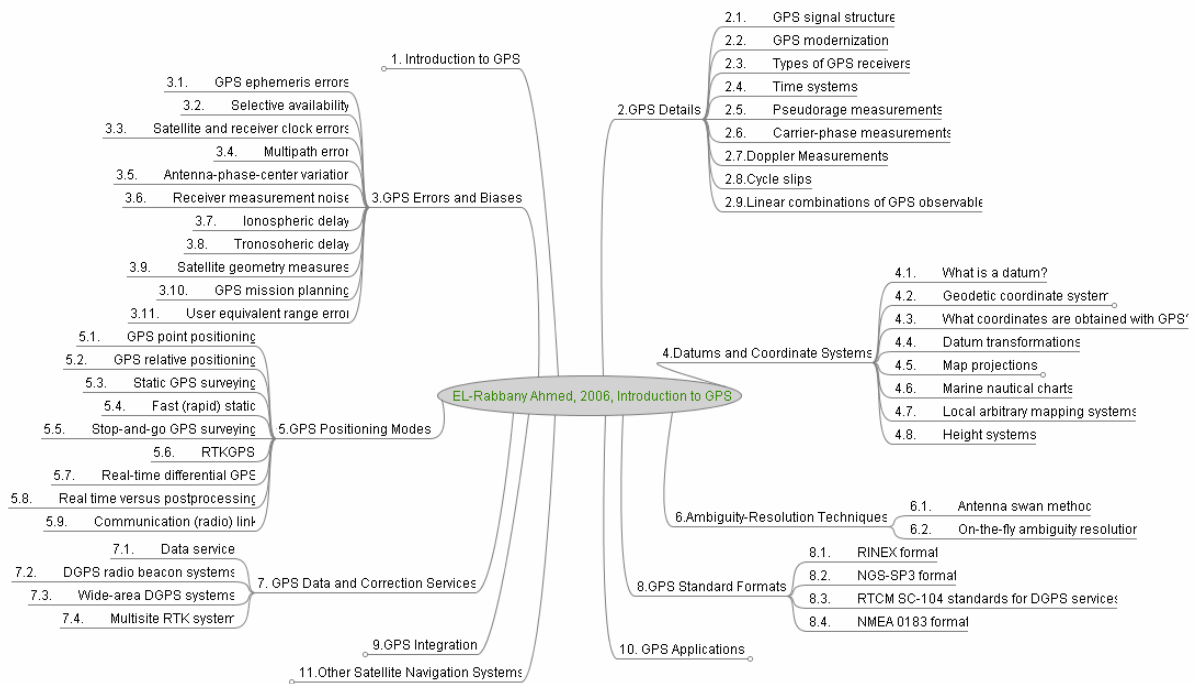 1. Introduction to GPS
2.GPS Details
2.1. GPS signal structure
2.2. GPS modernization
2.3. Types of GPS receivers
2.4. Time systems
2.5. Pseudorage measurements
2.6. Carrier-phase measurements
2.7.Doppler Measurements
2.8.Cycle slips
2.9.Linear combinations of GPS observable
3.GPS Errors and Biases
3.1. GPS ephemeris errors
3.2. Selective availability
3.3. Satellite and receiver clock errors
3.4. Multipath error
3.5. Antenna-phase-center variation
3.6. Receiver measurement noise
3.7. Ionospheric delay
3.8. Tronosoheric delay
3.9. Satellite geometry measures
3.10. GPS mission planning
3.11. User equivalent range error
4.Datums and Coordinate Systems
4.1. What is a datum?
4.2. Geodetic coordinate system
4.3. What coordinates are obtained with GPS?
4.4. Datum transformations
4.5. Map projections
4.6. Marine nautical charts
4.7. Local arbitrary mapping systems
4.8. Height systems
EL-Rabbany Ahmed, 2006, Introduction to GPS
5.GPS Positioning Modes
5.1. GPS point positioning
5.2. GPS relative positioning
5.3. Static GPS surveying
5.4. Fast (rapid) static
5.5. Stop-and-go GPS surveying
5.6. RTKGPS
5.7. Real-time differential GPS
5.8. Real time versus postprocessing
5.9. Communication (radio) link
6.Ambiguity-Resolution Techniques
6.1. Antenna swan method
6.2. On-the-fly ambiguity resolution
7. GPS Data and Correction Services
7.1. Data service
7.2. DGPS radio beacon systems
7.3. Wide-area DGPS systems
7.4. Multisite RTK system
8.GPS Standard Formats
8.1. RINEX format
8.2. NGS-SP3 format
8.3. RTCM SC-104 standards for DGPS services
8.4. NMEA 0183 format
9.GPS Integration
10. GPS Applications
11.Other Satellite Navigation Systems